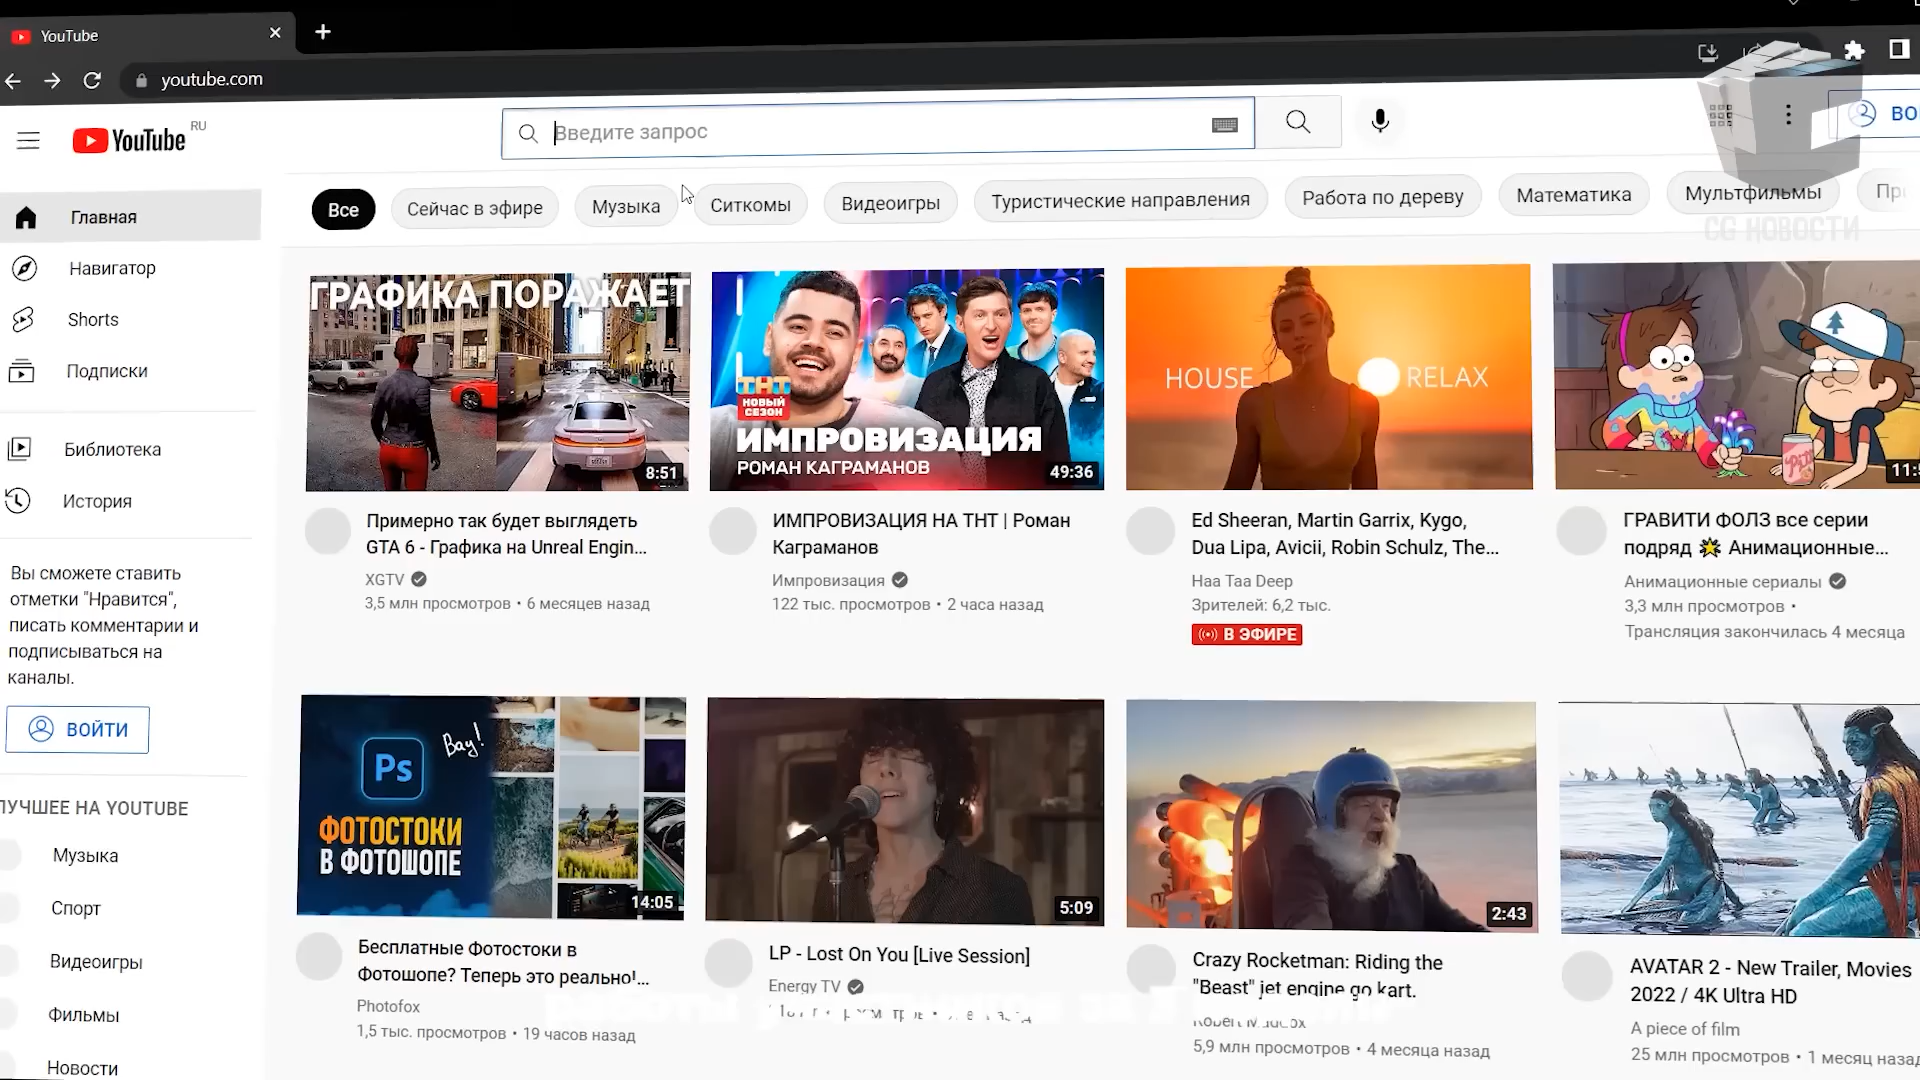 YouTube
youtube.com
YouTube
RU
Введите запрос
ВО
CG НОВОСТИ
Все
Сейчас в эфире
Музыка
Ситкомы
Видеоигры
Туристические направления
Работа по дереву
Математика
Мультфильмы
Главная
Навигатор
Shorts
Подписки
Библиотека
История
Вы сможете ставить
отметки "Нравится",
писать комментарии и
подписываться на
каналы.
ВОЙТИ
ЛУЧШЕЕ НА YOUTUBE
Музыка
Спорт
Видеоигры
Фильмы
Новости
ГРАФИКА ПОРАЖАЕТ
8:51
Примерно так будет выглядеть
GTA 6 - Графика на Unreal Engin...
XGTV
3,5 млн просмотров • 6 месяцев назад
ТНТ
НОВЫЙ
СЕЗОН
ИМПРОВИЗАЦИЯ
РОМАН КАГРАМАНОВ
49:36
ИМПРОВИЗАЦИЯ НА ТНТ | Роман
Каграманов
Импровизация
122 тыс. просмотров • 2 часа назад
HOUSE RELAX
Ed Sheeran, Martin Garrix, Kygo,
Dua Lipa, Avicii, Robin Schulz, The...
Haa Taa Deep
Зрителей: 6,2 тыс.
В ЭФИРЕ
ГРАВИТИ ФОЛЗ все серии
подряд 🌟 Анимационные...
Анимационные сериалы
3,3 млн просмотров •
Трансляция закончилась 4 месяца
Ps
Вау!
ФОТОСТОКИ
В ФОТОШОПЕ
14:05
Бесплатные Фотостоки в
Фотошопе? Теперь это реально!...
Photofox
1,5 тыс. просмотров • 19 часов назад
5:09
LP - Lost On You [Live Session]
Energy TV
2:43
Crazy Rocketman: Riding the
"Beast" jet engine go kart.
Robert Maddox
5,9 млн просмотров • 4 месяца назад
AVATAR 2 - New Trailer, Movies
2022 / 4K Ultra HD
A piece of film
25 млн просмотров • 1 месяц назад